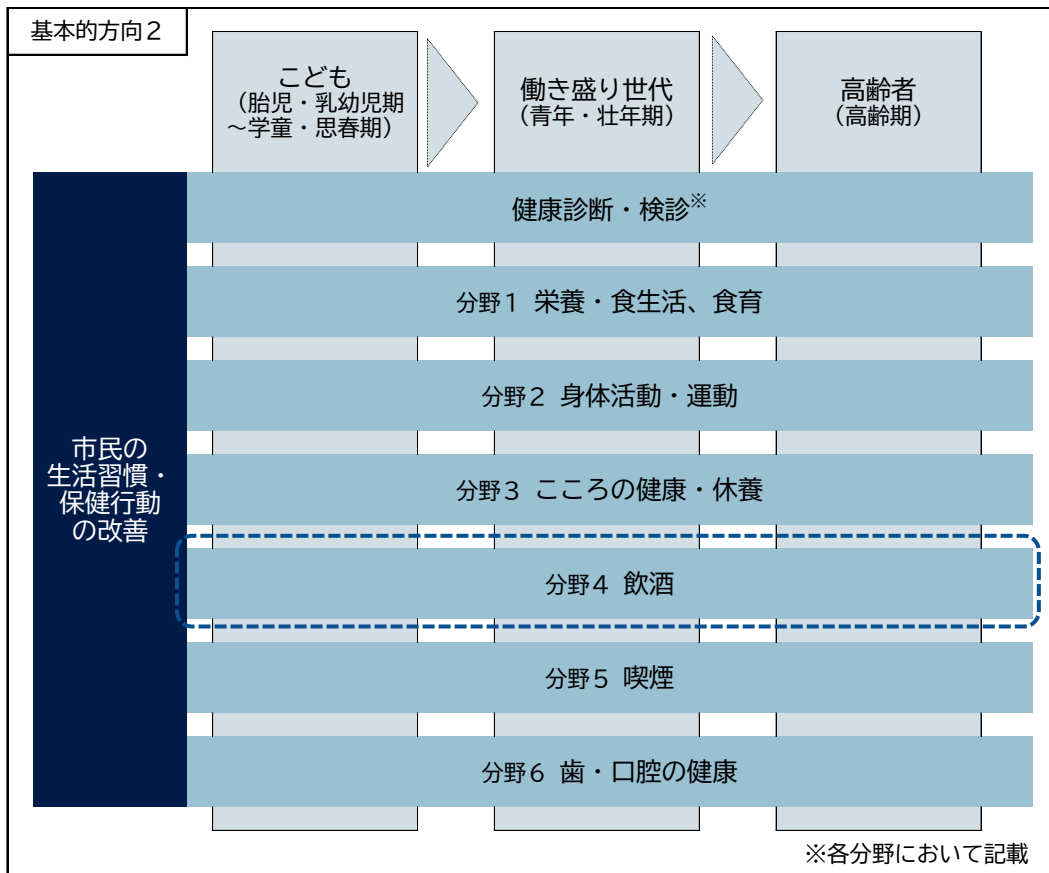 基本的方向２
こども
（胎児・乳幼児期
～学童・思春期）
働き盛り世代
（青年・壮年期）
高齢者
（高齢期）
市民の
生活習慣・
保健行動
の改善
健康診断・検診※
分野１ 栄養・食生活、食育
分野２ 身体活動・運動
分野３ こころの健康・休養
分野４ 飲酒
分野５ 喫煙
分野６ 歯・口腔の健康
※各分野において記載